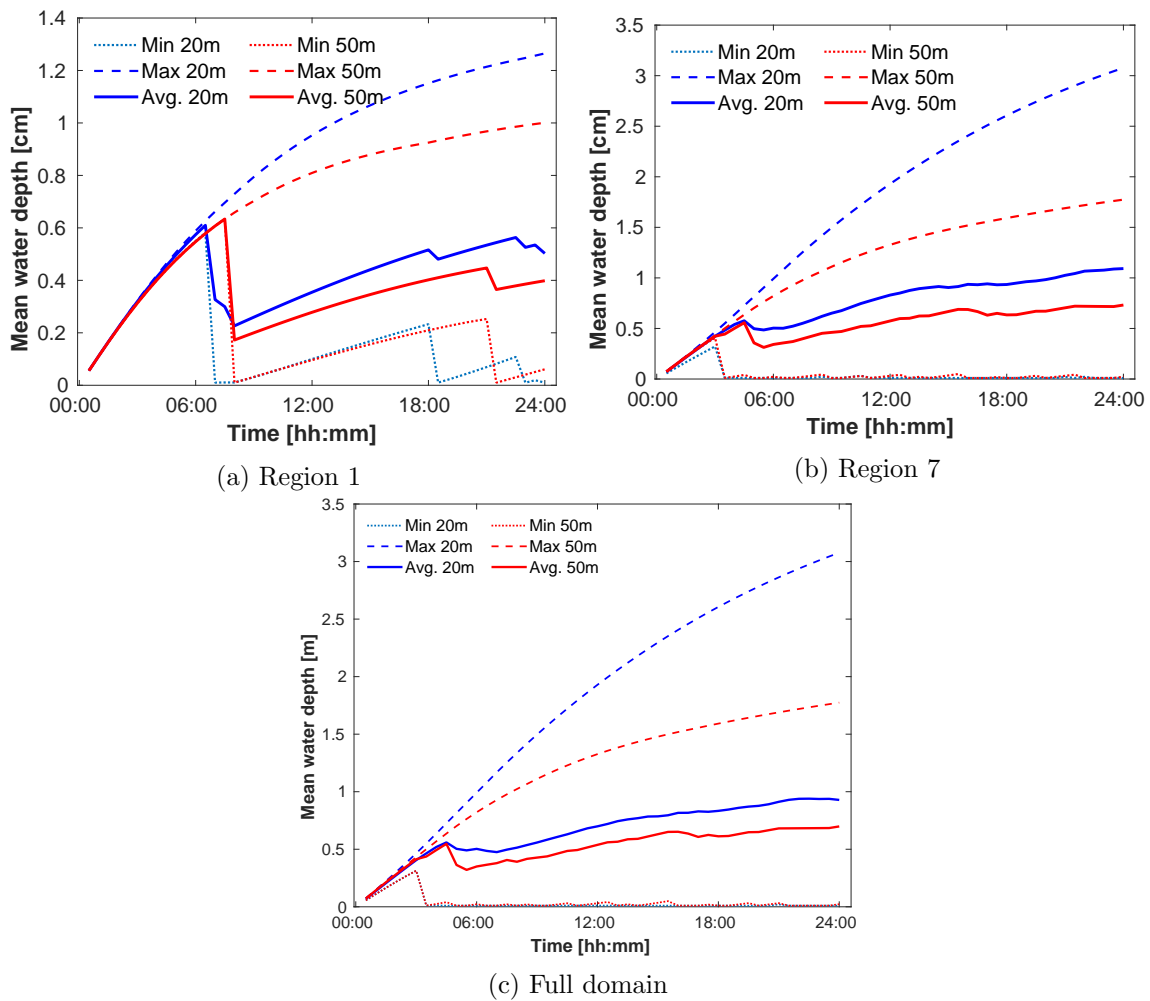 1.4
1.2
1
0.8
0.6
0.4
0.2
0
Mean water depth [cm]
Min 20m Min 50m
Max 20m Max 50m
Avg. 20m Avg. 50m
00:00 06:00 12:00 18:00 24:00
Time [hh:mm]
(a) Region 1
3.5
3
2.5
2
1.5
1
0.5
0
Mean water depth [cm]
Min 20m Min 50m
Max 20m Max 50m
Avg. 20m Avg. 50m
00:00 06:00 12:00 18:00 24:00
Time [hh:mm]
(b) Region 7
3.5
3
2.5
2
1.5
1
0.5
0
Mean water depth [m]
Min 20m Min 50m
Max 20m Max 50m
Avg. 20m Avg. 50m
00:00 06:00 12:00 18:00 24:00
Time [hh:mm]
(c) Full domain